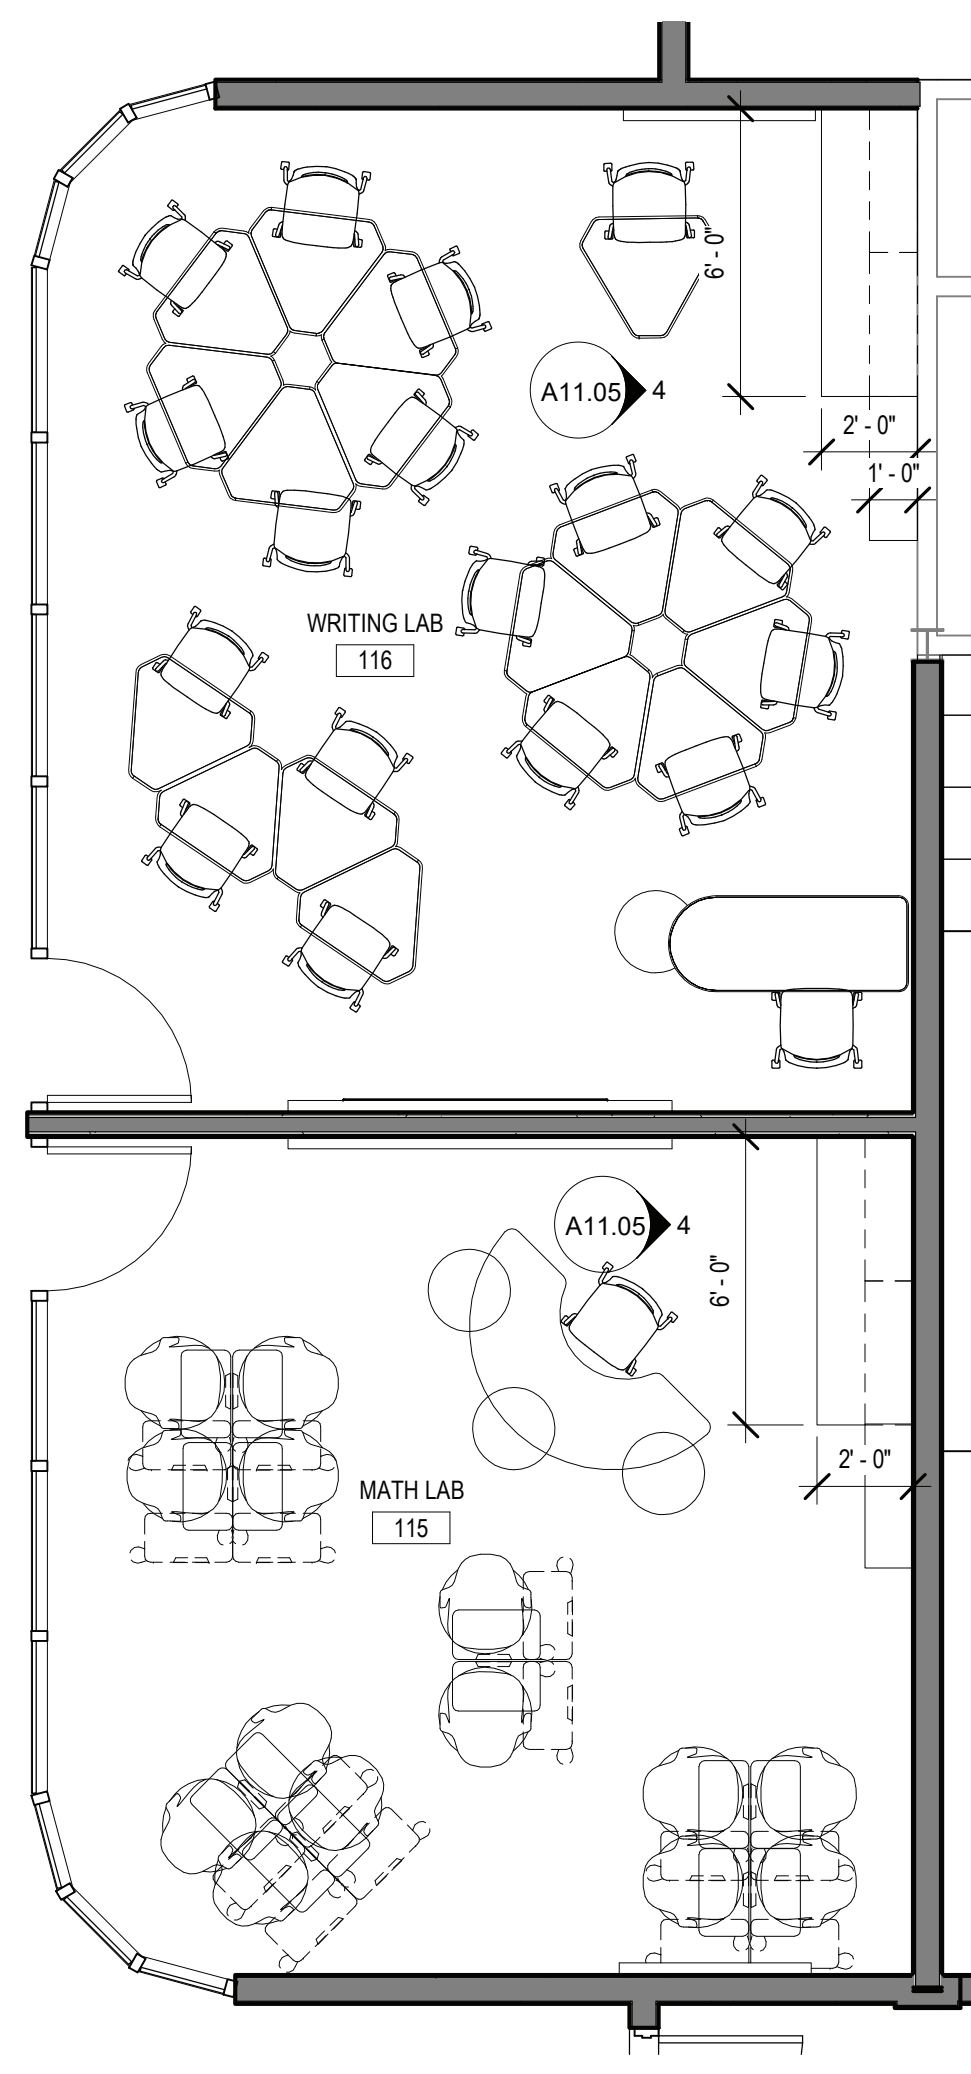 6' - 0"
A11.05 4
2' - 0"
1' - 0"
WRITING LAB
116
A11.05 4
6' - 0"
2' - 0"
MATH LAB
115